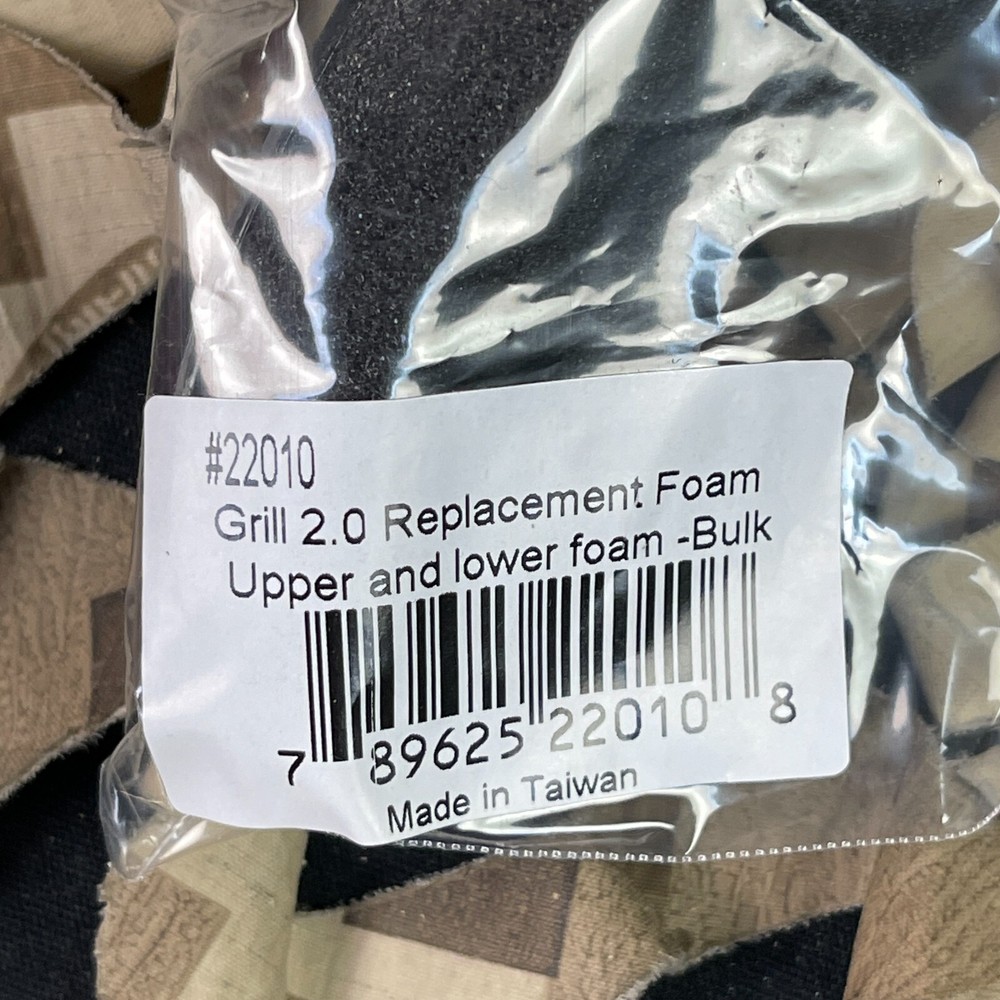 #22010
Grill 2.0 Replacement Foam
Upper and lower foam -Bulk
7 89625 22010 8
Made in Taiwan